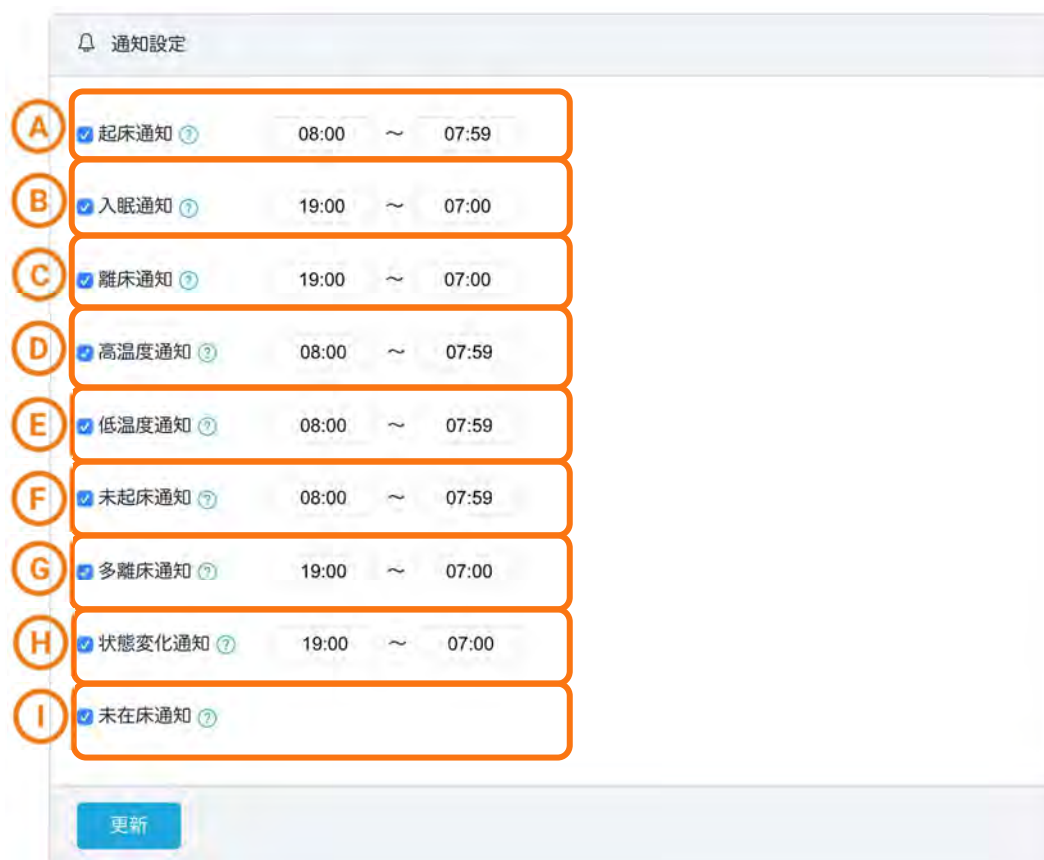 通知設定
A 起床通知 ? 08:00 ～ 07:59
B 入眠通知 ? 19:00 ～ 07:00
C 離床通知 ? 19:00 ～ 07:00
D 高温度通知 ? 08:00 ～ 07:59
E 低温度通知 ? 08:00 ～ 07:59
F 未起床通知 ? 08:00 ～ 07:59
G 多離床通知 ? 19:00 ～ 07:00
H 状態変化通知 ? 19:00 ～ 07:00
I 未在床通知 ?
更新